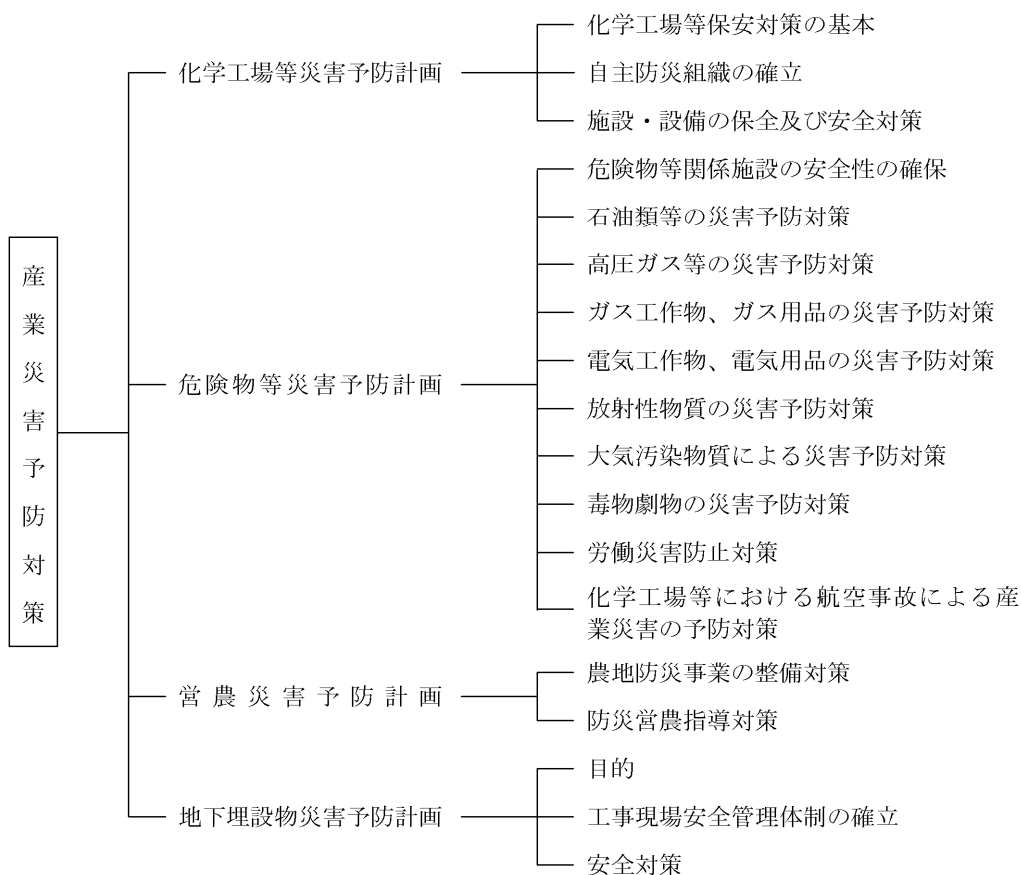 産業災害予防対策
化学工場等災害予防計画
化学工場等保安対策の基本
自主防災組織の確立
施設・設備の保全及び安全対策
危険物等災害予防計画
危険物等関係施設の安全性の確保
石油類等の災害予防対策
高圧ガス等の災害予防対策
ガス工作物、ガス用品の災害予防対策
電気工作物、電気用品の災害予防対策
放射性物質の災害予防対策
大気汚染物質による災害予防対策
毒物劇物の災害予防対策
労働災害防止対策
化学工場等における航空事故による産
業災害の予防対策
営農災害予防計画
農地防災事業の整備対策
防災営農指導対策
地下埋設物災害予防計画
目的
工事現場安全管理体制の確立
安全対策